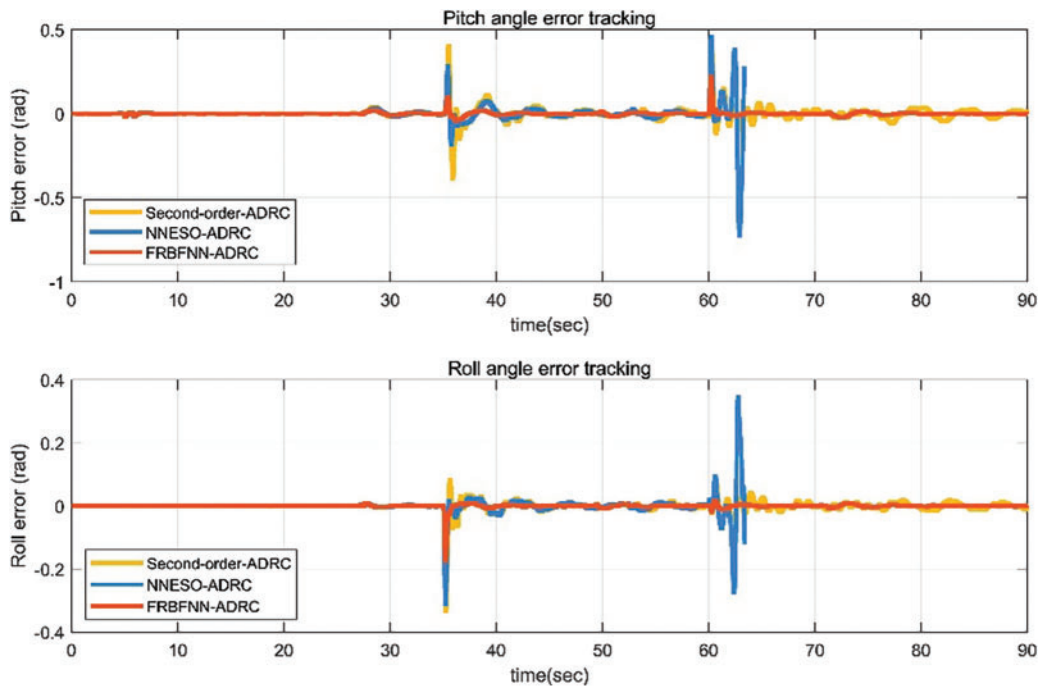 Pitch angle error tracking
0.5
0
-0.5
-1
Pitch error (rad)
Second-order-ADRC
NNESO-ADRC
FRBFNN-ADRC
0 10 20 30 40 50 60 70 80 90
time(sec)
Roll angle error tracking
0.4
0.2
0
-0.2
-0.4
Roll error (rad)
Second-order-ADRC
NNESO-ADRC
FRBFNN-ADRC
0 10 20 30 40 50 60 70 80 90
time(sec)